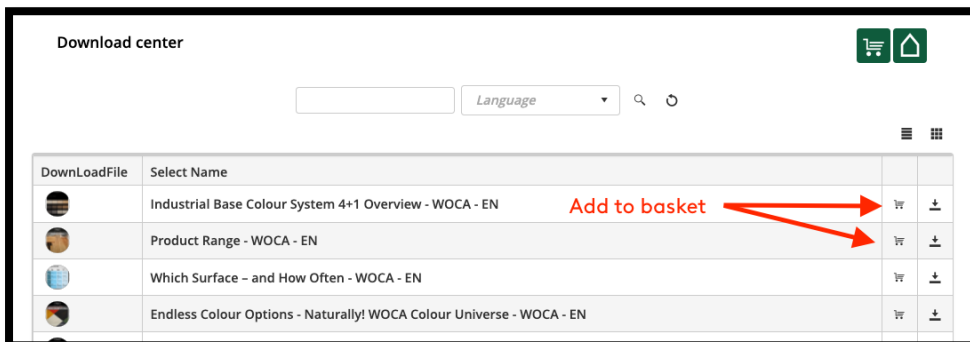 Download center
Language
DownLoadFile Select Name
Industrial Base Colour System 4+1 Overview - WOCA - EN Add to basket
Product Range - WOCA - EN
Which Surface – and How Often - WOCA - EN
Endless Colour Options - Naturally! WOCA Colour Universe - WOCA - EN